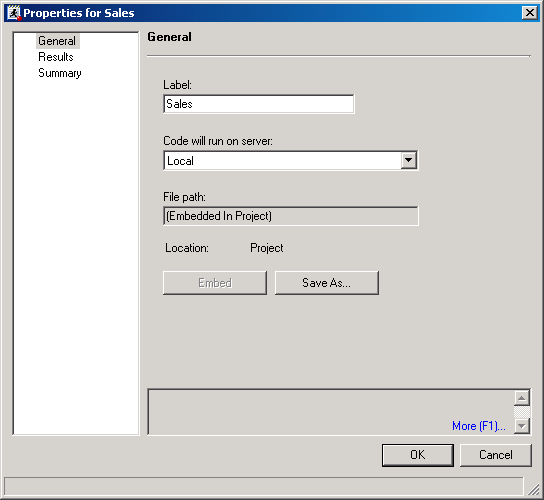 Properties for Sales
General
Results
Summary
General
Label:
Sales
Code will run on server:
Local
File path:
(Embedded In Project)
Location: Project
Embed Save As...
More (F1)...
OK Cancel